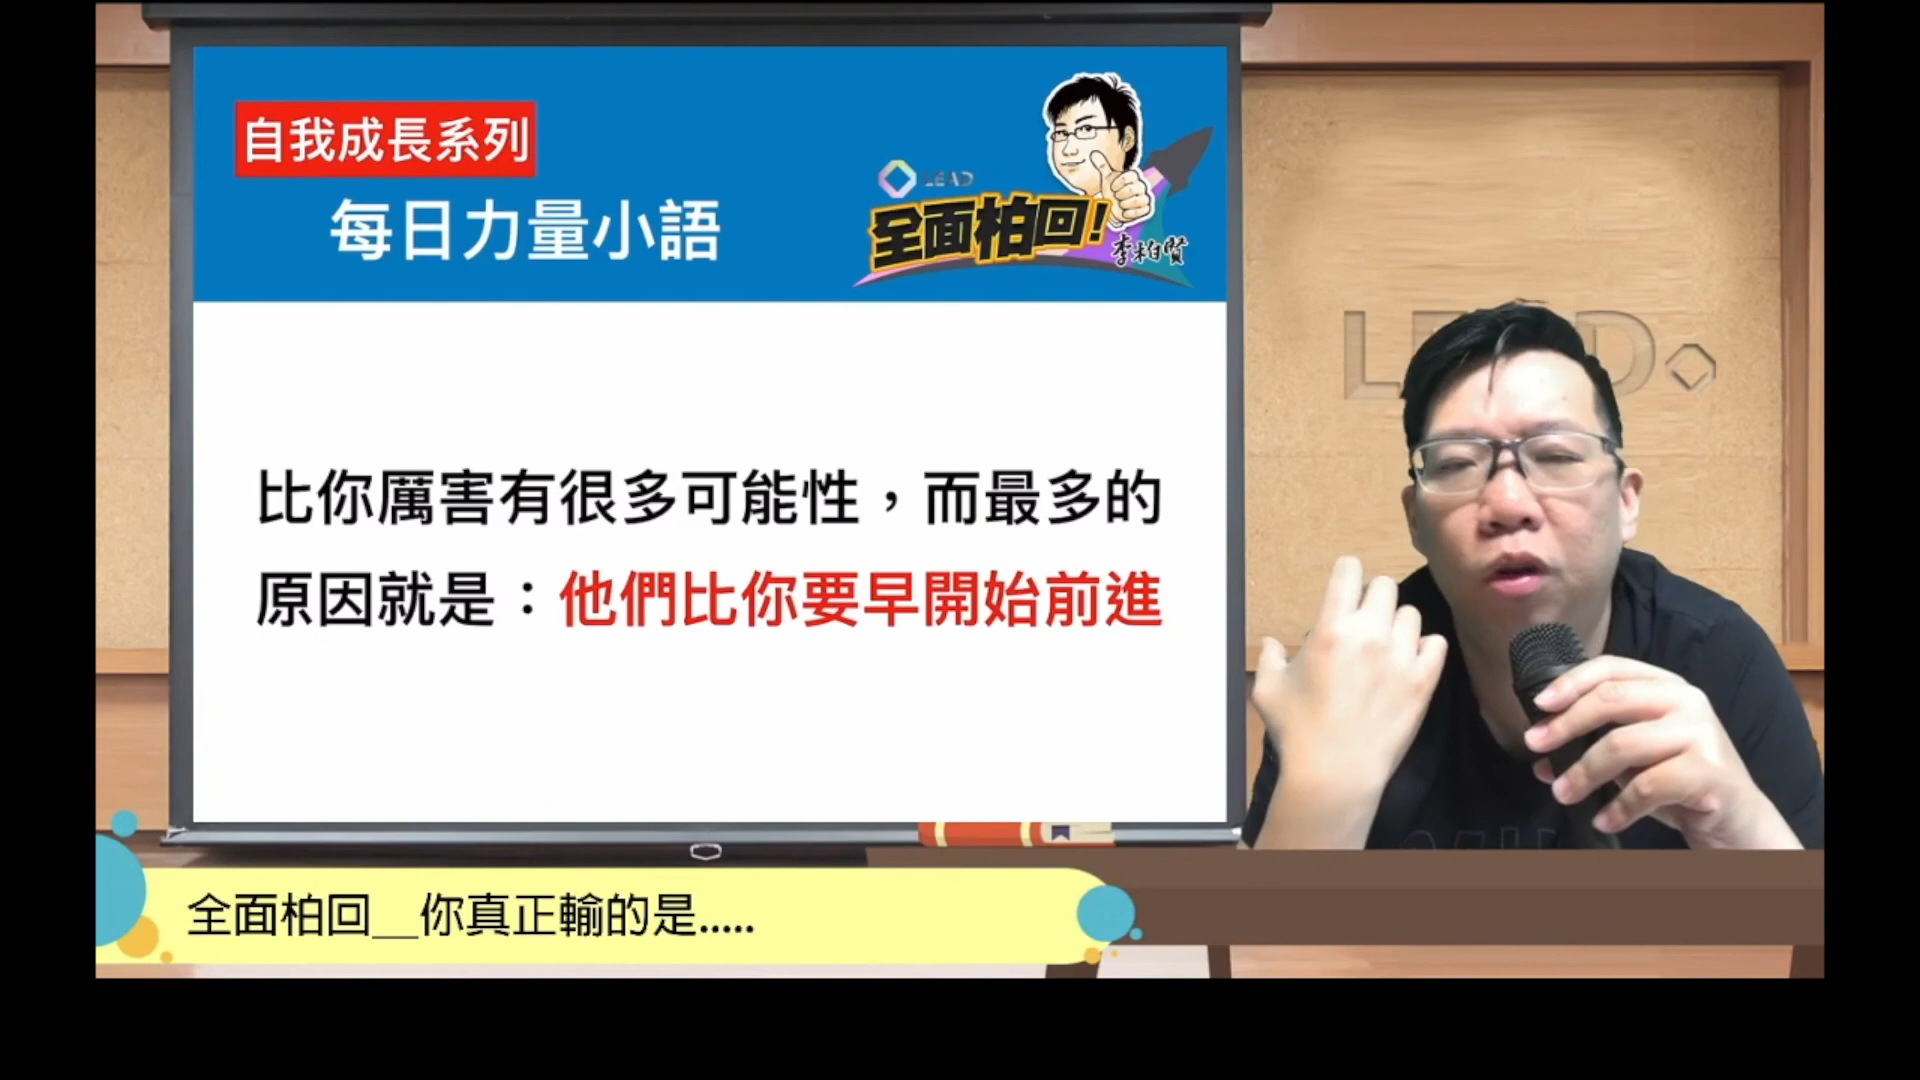 自我成長系列
每日力量小語
LEAD
全面柏回!
李柏賢
比你厲害有很多可能性，而最多的
原因就是：他們比你要早開始前進
全面柏回__你真正輸的是.....